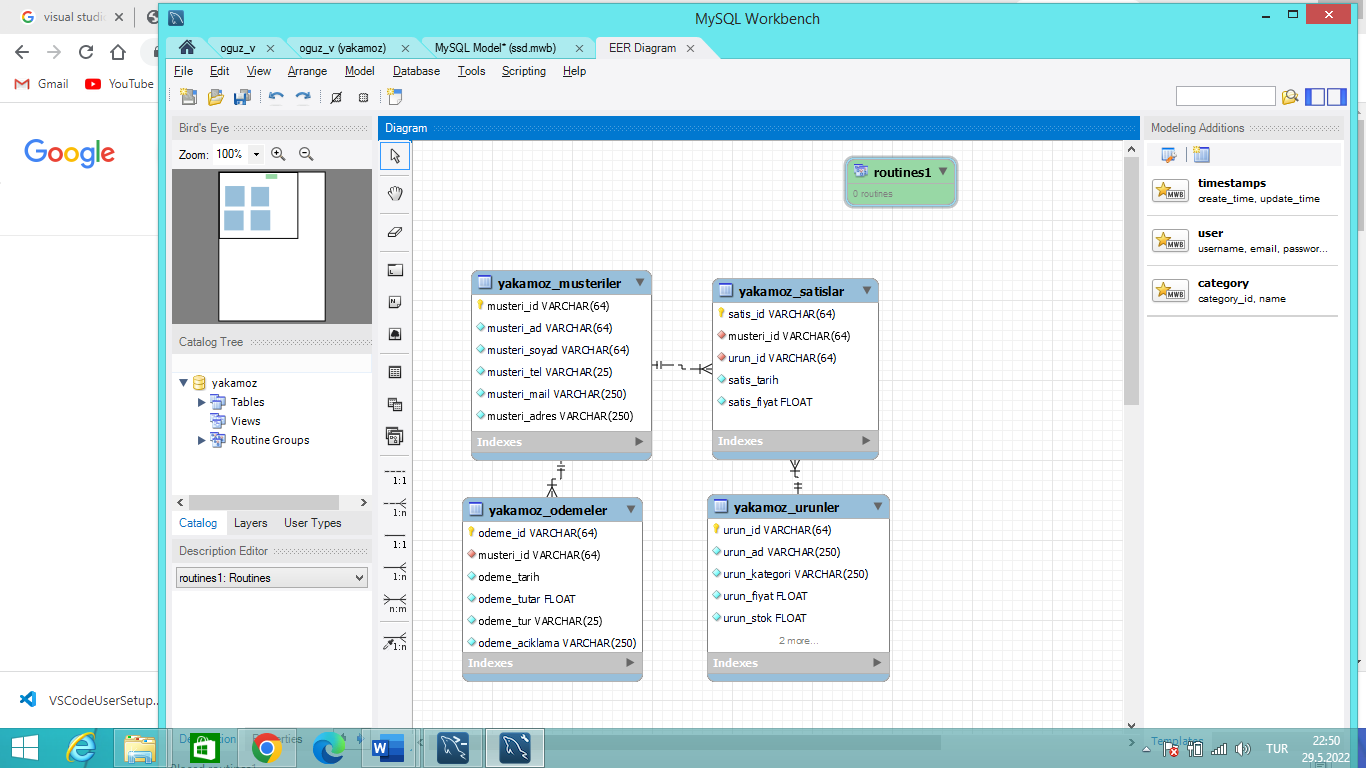 visual studi
MySQL Workbench
oguz_v
oguz_v (yakamoz)
MySQL Model* (ssd.mwb)
EER Diagram
File Edit View Arrange Model Database Tools Scripting Help
Gmail
YouTube
Google
Bird's Eye
Zoom: 100%
Diagram
Modeling Additions
routines1
0 routines
timestamps
create_time, update_time
user
username, email, passwor...
category
category_id, name
yakamoz_musteriler
musteri_id VARCHAR(64)
musteri_ad VARCHAR(64)
musteri_soyad VARCHAR(64)
musteri_tel VARCHAR(25)
musteri_mail VARCHAR(250)
musteri_adres VARCHAR(250)
Indexes
yakamoz_satislar
satis_id VARCHAR(64)
musteri_id VARCHAR(64)
urun_id VARCHAR(64)
satis_tarih
satis_fiyat FLOAT
Indexes
yakamoz_odemeler
odeme_id VARCHAR(64)
musteri_id VARCHAR(64)
odeme_tarih
odeme_tutar FLOAT
odeme_tur VARCHAR(25)
odeme_aciklama VARCHAR(250)
Indexes
yakamoz_urunler
urun_id VARCHAR(64)
urun_ad VARCHAR(250)
urun_kategori VARCHAR(250)
urun_fiyat FLOAT
urun_stok FLOAT
2 more...
Indexes
1:1
1:n
1:1
1:n
n:m
1:n
Catalog Tree
yakamoz
Tables
Views
Routine Groups
Catalog Layers User Types
Description Editor
routines1: Routines
VSCodeUserSetup...
Templates
TUR
22:50
29.5.2022